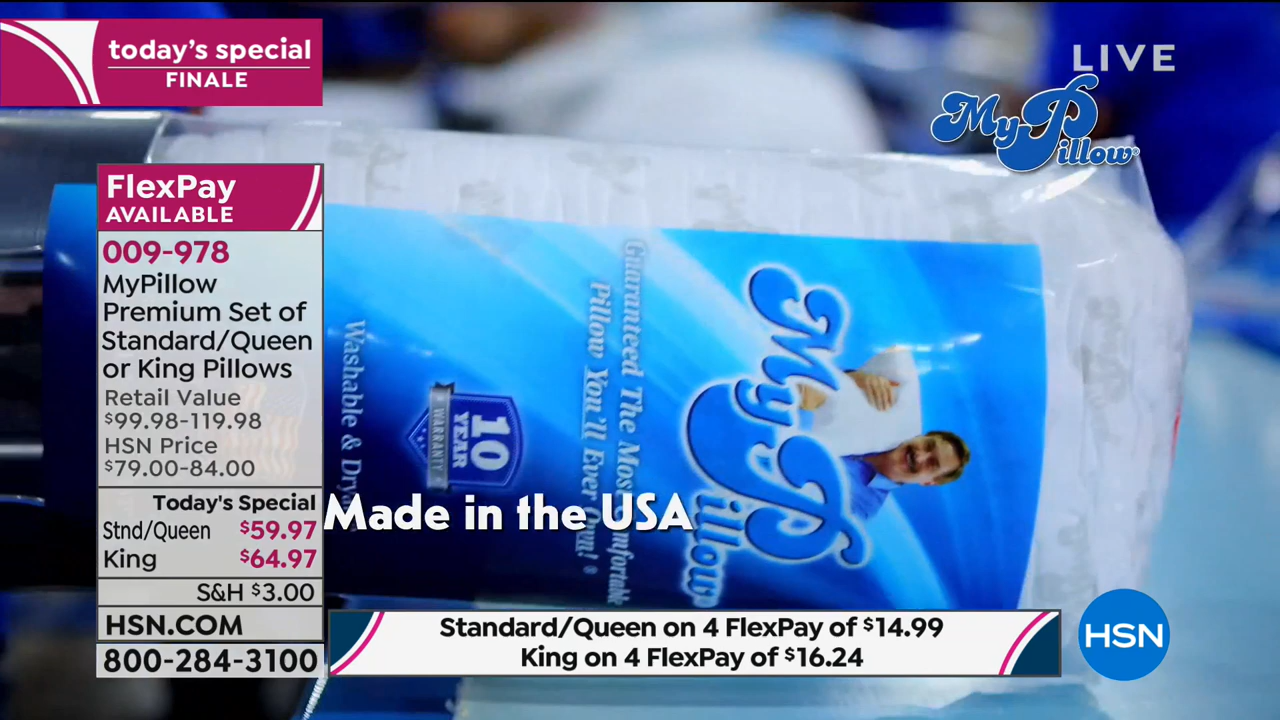 today's special
FINALE
LIVE
MyPillow®
FlexPay
AVAILABLE
009-978
MyPillow
Premium Set of
Standard/Queen
or King Pillows
Retail Value
$99.98-119.98
HSN Price
$79.00-84.00
Today's Special
Stnd/Queen $59.97
King $64.97
S&H $3.00
HSN.COM
800-284-3100
MyPillow
Guaranteed The Most Comfortable
Pillow You'll Ever Own!®
10
YEAR
WARRANTY
Washable &
Made in the USA
Standard/Queen on 4 FlexPay of $14.99
King on 4 FlexPay of $16.24
HSN